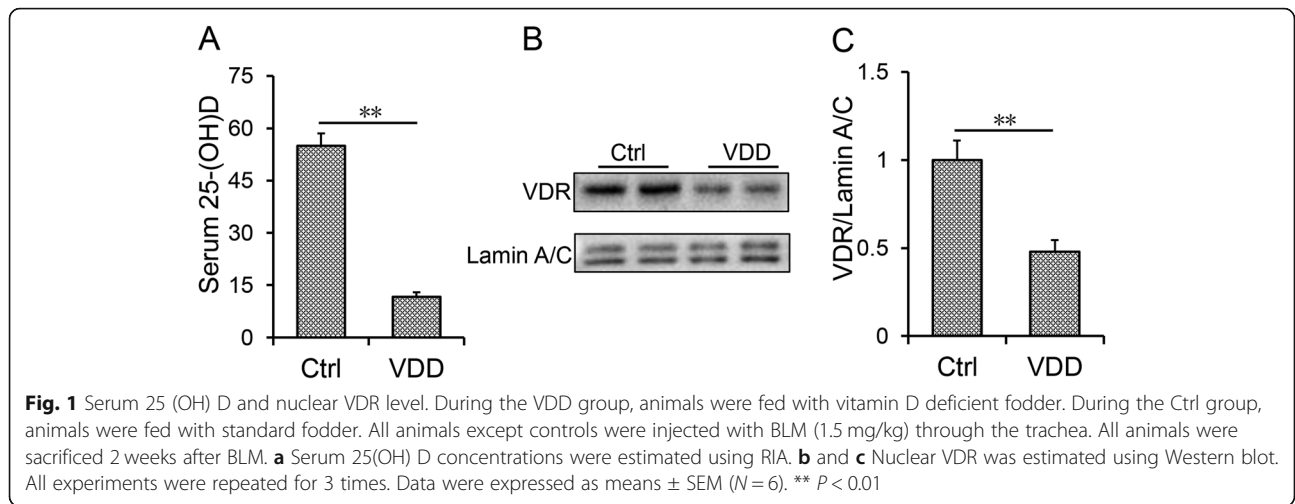 A
B
C
75
60
45
30
15
0
Serum 25-(OH)D
**
Ctrl
VDD
Ctrl
VDD
VDR
Lamin A/C
1.5
1
0.5
0
VDR/Lamin A/C
**
Ctrl
VDD
Fig. 1 Serum 25 (OH) D and nuclear VDR level. During the VDD group, animals were fed with vitamin D deficient fodder. During the Ctrl group,
animals were fed with standard fodder. All animals except controls were injected with BLM (1.5 mg/kg) through the trachea. All animals were
sacrificed 2 weeks after BLM. a Serum 25(OH) D concentrations were estimated using RIA. b and c Nuclear VDR was estimated using Western blot.
All experiments were repeated for 3 times. Data were expressed as means ± SEM (N = 6). ** P < 0.01